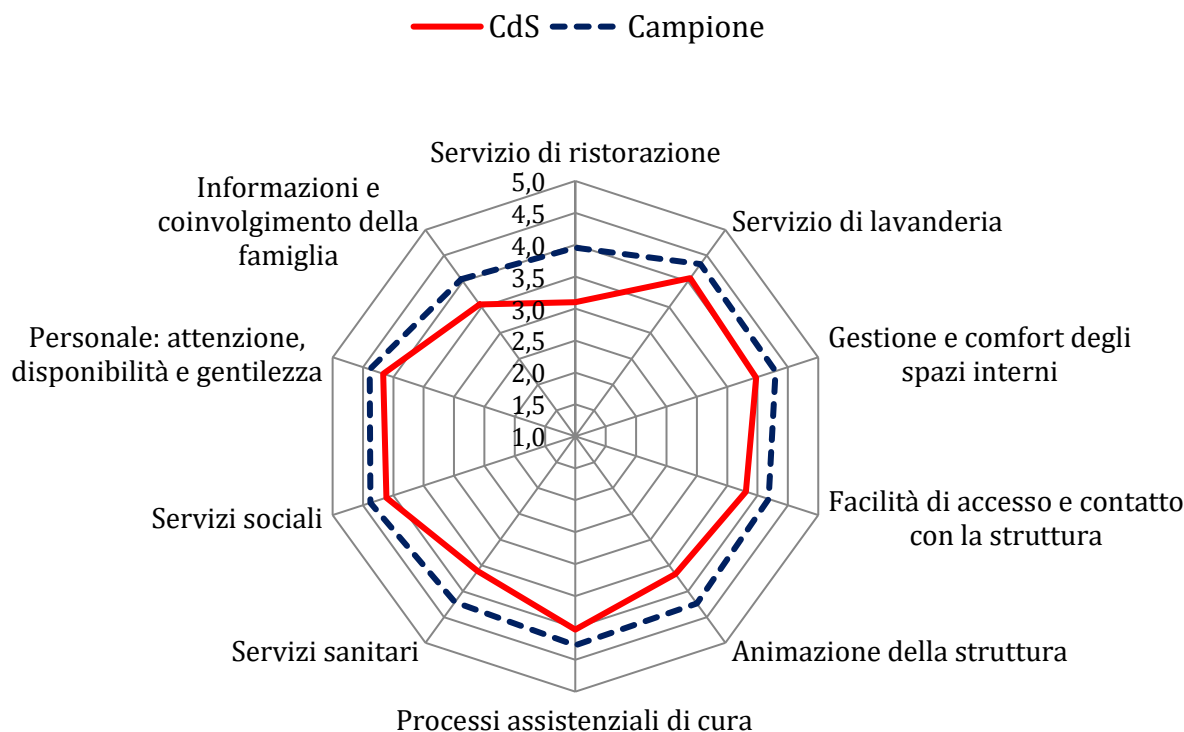 CdS Campione
Servizio di ristorazione
Informazioni e
coinvolgimento della
famiglia
Servizio di lavanderia
5,0
4,5
4,0
3,5
3,0
2,5
2,0
1,5
1,0
Personale: attenzione,
disponibilità e gentilezza
Gestione e comfort degli
spazi interni
Servizi sociali
Facilità di accesso e contatto
con la struttura
Servizi sanitari
Animazione della struttura
Processi assistenziali di cura